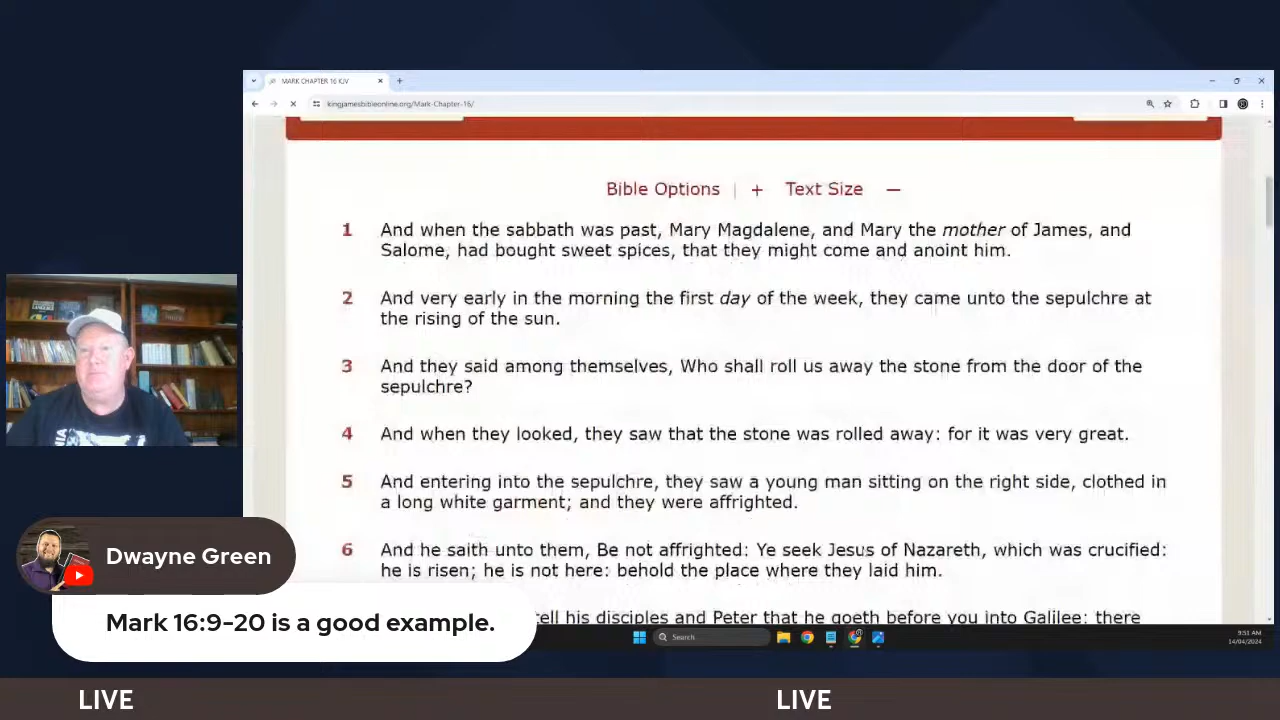 MARK CHAPTER 16 KJV
kingjamesbibleonline.org/Mark-Chapter-16/
Bible Options | + Text Size —
1 And when the sabbath was past, Mary Magdalene, and Mary the mother of James, and
Salome, had bought sweet spices, that they might come and anoint him.
2 And very early in the morning the first day of the week, they came unto the sepulchre at
the rising of the sun.
3 And they said among themselves, Who shall roll us away the stone from the door of the
sepulchre?
4 And when they looked, they saw that the stone was rolled away: for it was very great.
5 And entering into the sepulchre, they saw a young man sitting on the right side, clothed in
a long white garment; and they were affrighted.
6 And he saith unto them, Be not affrighted: Ye seek Jesus of Nazareth, which was crucified:
he is risen; he is not here: behold the place where they laid him.
tell his disciples and Peter that he goeth before you into Galilee: there
Dwayne Green
Mark 16:9-20 is a good example.
Search
9:51 AM
14/04/2024
LIVE LIVE